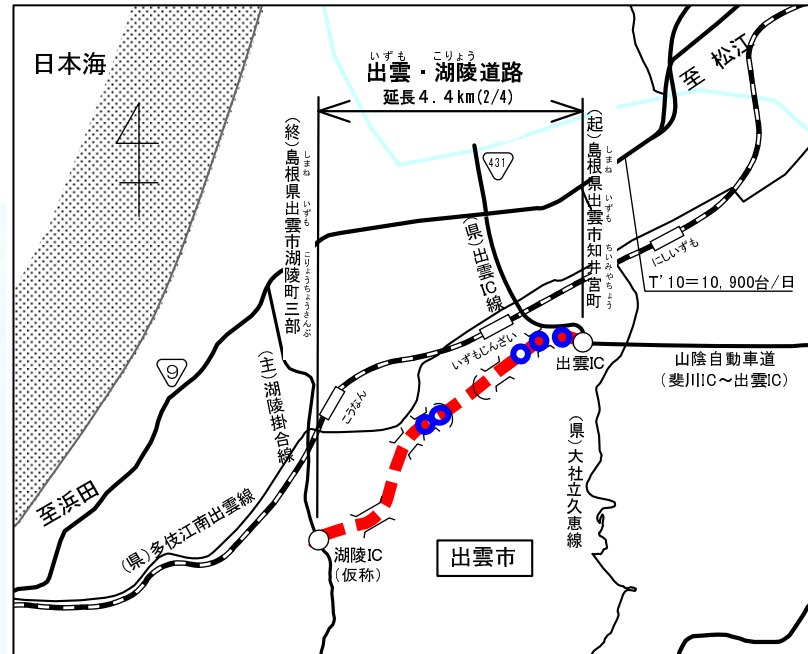 日本海
いずも こりょう
出雲・湖陵道路
延長4.4km(2/4)
至 松江
(終)島根県出雲市湖陵町三部
しまね いずも こりょうちょうさんぶ
(起)島根県出雲市知井宮町
しまね いずも ちいみやちょう
431
(県)出雲IC線
にしいずも
T'10=10,900台/日
いずもじんざい
出雲IC
山陰自動車道
(斐川IC～出雲IC)
9
(主)湖陵掛合線
こうなん
(県)大社立久恵線
至浜田
(県)多伎江南出雲線
湖陵IC
(仮称)
出雲市